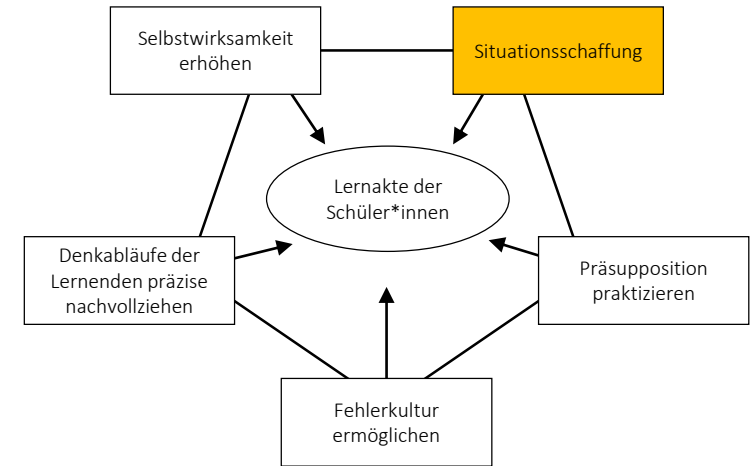 Selbstwirksamkeit
erhöhen
Situationsschaffung
Lernakte der
Schüler*innen
Denkabläufe der
Lernenden präzise
nachvollziehen
Präsupposition
praktizieren
Fehlerkultur
ermöglichen